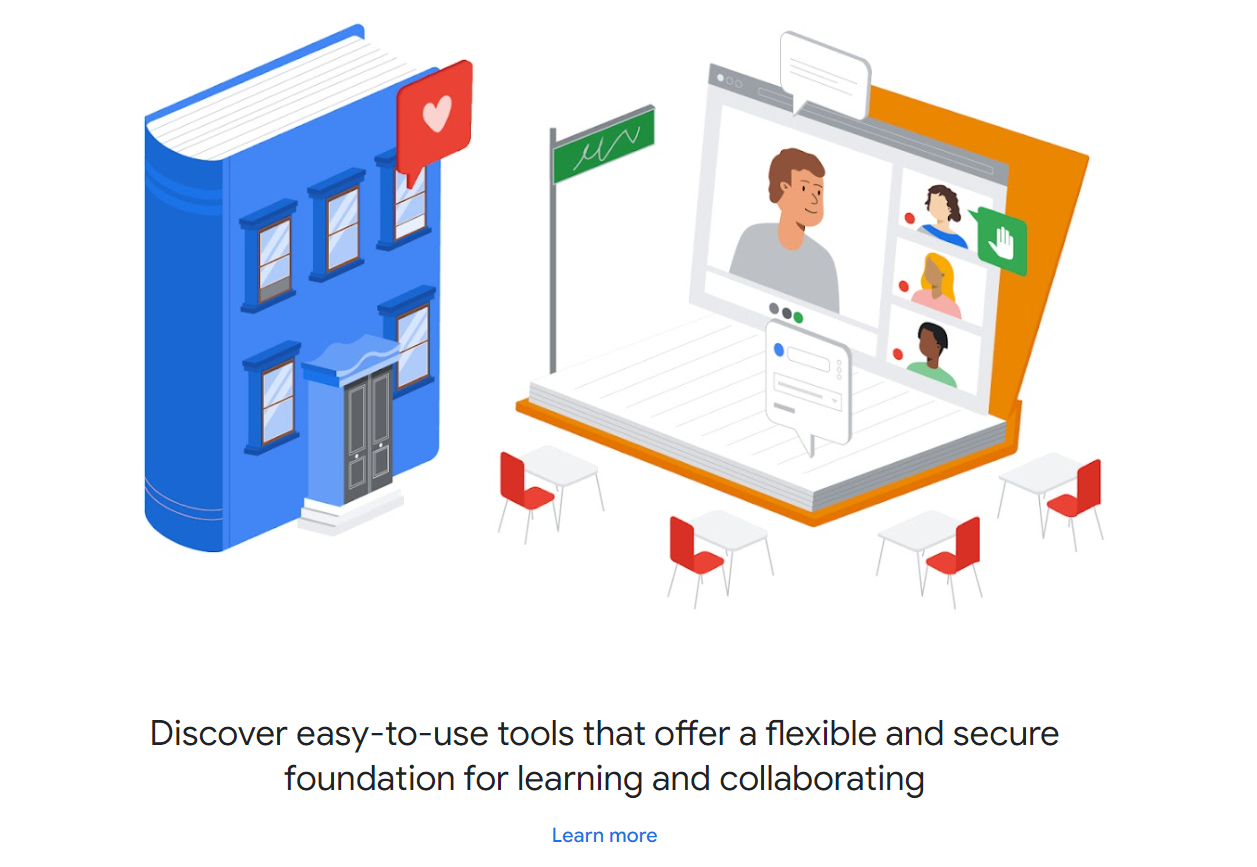 Discover easy-to-use tools that offer a flexible and secure
foundation for learning and collaborating
Learn more